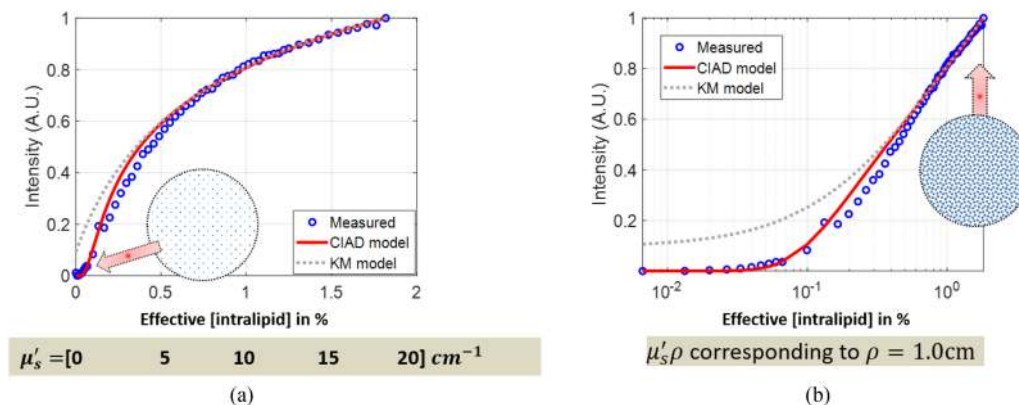 1
0.8
0.6
0.4
0.2
0
Intensity (A.U.)
Measured
CIAD model
KM model
0 0.5 1 1.5 2
Effective [intralipid] in %
μ′s =[0 5 10 15 20] cm−1
(a)
1
0.8
0.6
0.4
0.2
Intensity (A.U.)
Measured
CIAD model
KM model
10−2 10−1 100
Effective [intralipid] in %
μ′sρ corresponding to ρ = 1.0cm
(b)